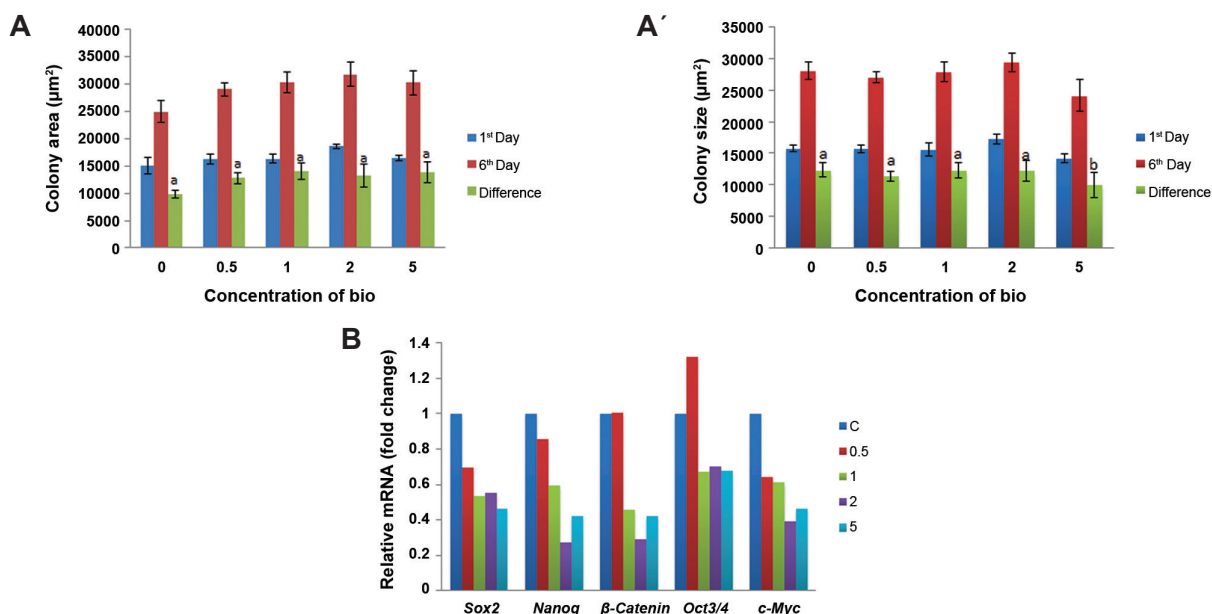 A
Colony area (µm²)
40000
35000
30000
25000
20000
15000
10000
5000
0
a
a
a
a
a
0
0.5
1
2
5
Concentration of bio
1st Day
6th Day
Difference
A´
Colony size (µm²)
35000
30000
25000
20000
15000
10000
5000
0
a
a
a
a
b
0
0.5
1
2
5
Concentration of bio
1st Day
6th Day
Difference
B
Relative mRNA (fold change)
1.4
1.2
1
0.8
0.6
0.4
0.2
0
Sox2
Nanog
β-Catenin
Oct3/4
c-Myc
C
0.5
1
2
5